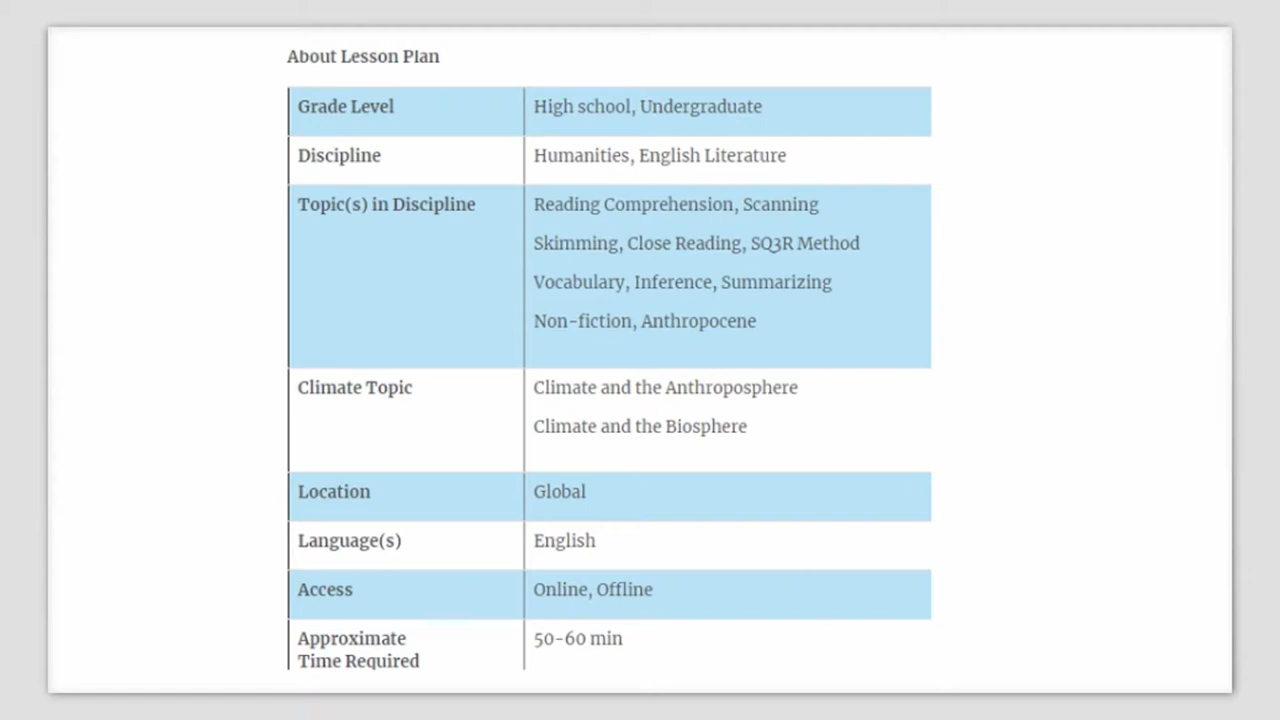 About Lesson Plan
Grade Level High school, Undergraduate
Discipline Humanities, English Literature
Topic(s) in Discipline Reading Comprehension, Scanning
Skimming, Close Reading, SQ3R Method
Vocabulary, Inference, Summarizing
Non-fiction, Anthropocene
Climate Topic Climate and the Anthroposphere
Climate and the Biosphere
Location Global
Language(s) English
Access Online, Offline
Approximate 50-60 min
Time Required